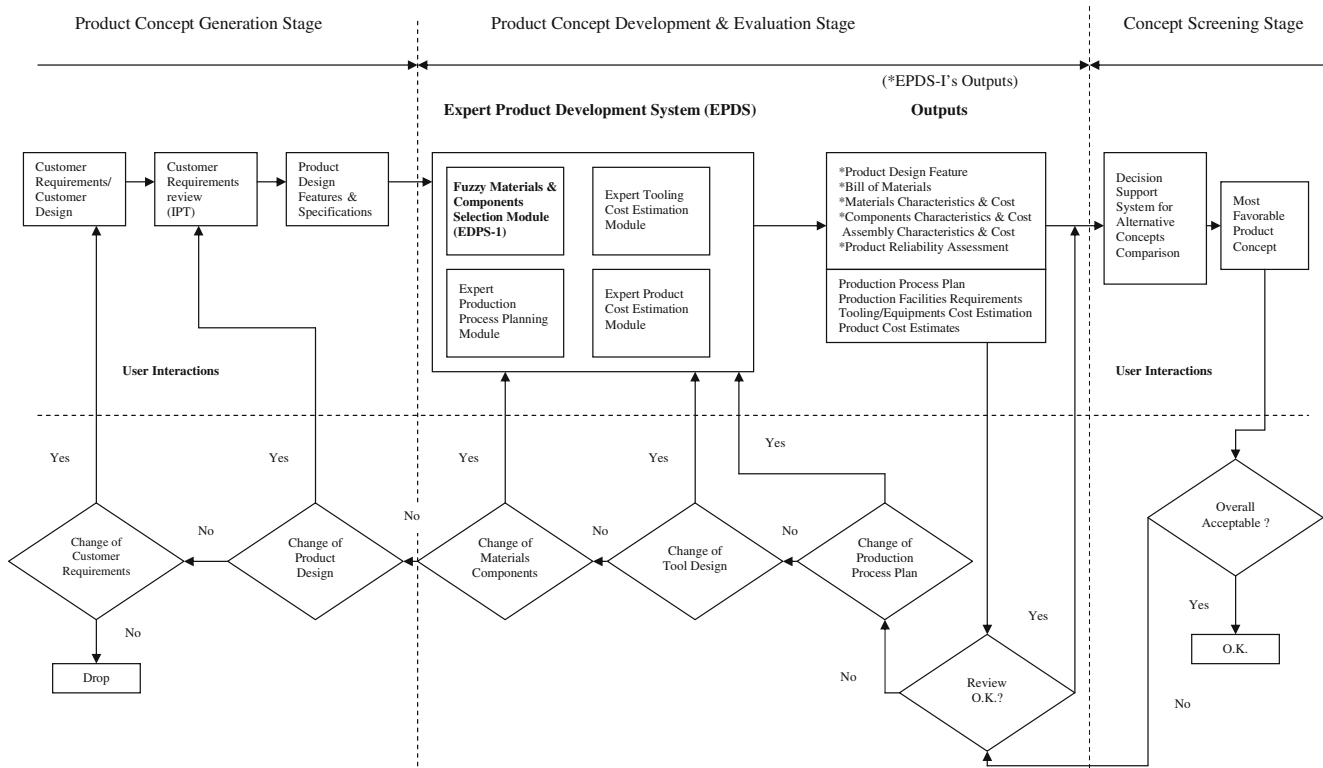 Product Concept Generation Stage
Product Concept Development & Evaluation Stage
Concept Screening Stage
(*EPDS-I's Outputs)
Expert Product Development System (EPDS)
Outputs
Customer
Requirements/
Customer
Design
Customer
Requirements
review
(IPT)
Product
Design
Features &
Specifications
Fuzzy Materials &
Components
Selection Module
(EDPS-1)
Expert Tooling
Cost Estimation
Module
Expert
Production
Process Planning
Module
Expert Product
Cost Estimation
Module
*Product Design Feature
*Bill of Materials
*Materials Characteristics & Cost
*Components Characteristics & Cost
Assembly Characteristics & Cost
*Product Reliability Assessment
Production Process Plan
Production Facilities Requirements
Tooling/Equipments Cost Estimation
Product Cost Estimates
Decision
Support
System for
Alternative
Concepts
Comparison
Most
Favorable
Product
Concept
User Interactions
User Interactions
Yes
Yes
Yes
Yes
Change of
Customer
Requirements
No
Change of
Product
Design
No
Change of
Materials
Components
No
Change of
Tool Design
No
Change of
Production
Process Plan
Overall
Acceptable ?
No
Drop
No
Review
O.K.?
Yes
Yes
O.K.
No